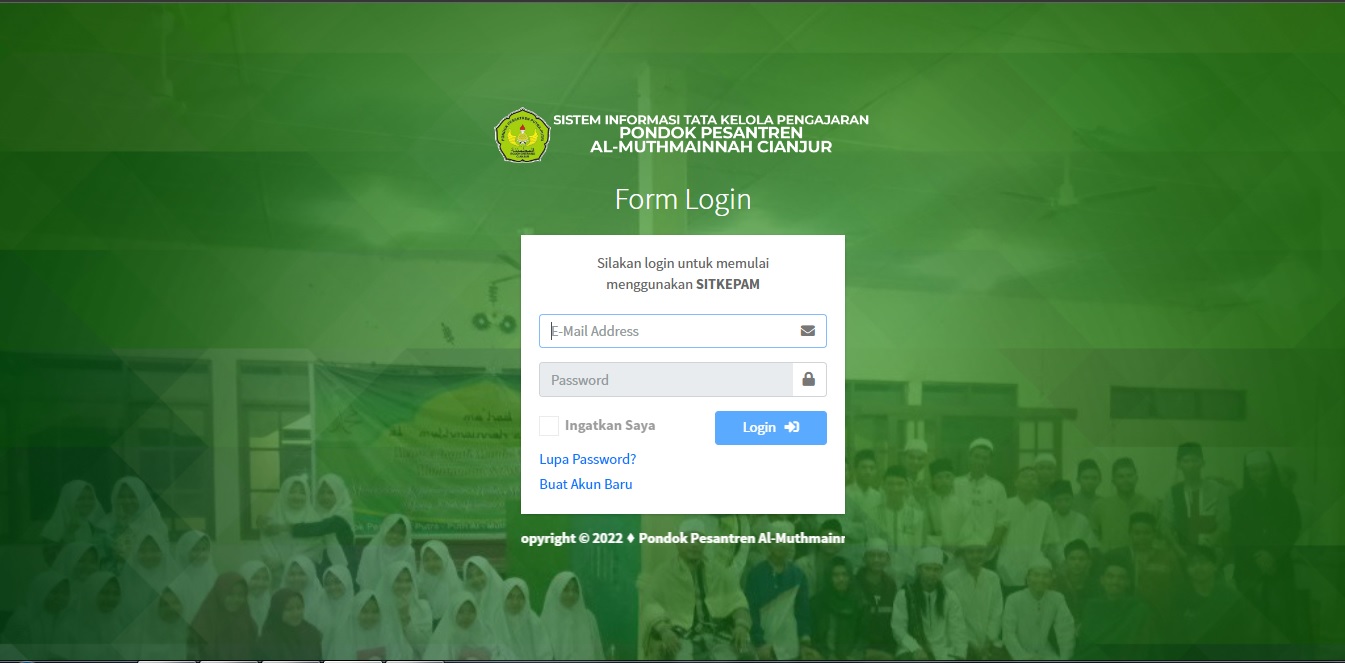 SISTEM INFORMASI TATA KELOLA PENGAJARAN
PONDOK PESANTREN
AL-MUTHMAINNAH CIANJUR
Form Login
Silakan login untuk memulai
menggunakan SITKEPAM
E-Mail Address
Password
Ingatkan Saya
Login
Lupa Password?
Buat Akun Baru
opyright © 2022 ♦ Pondok Pesantren Al-Muthmainn